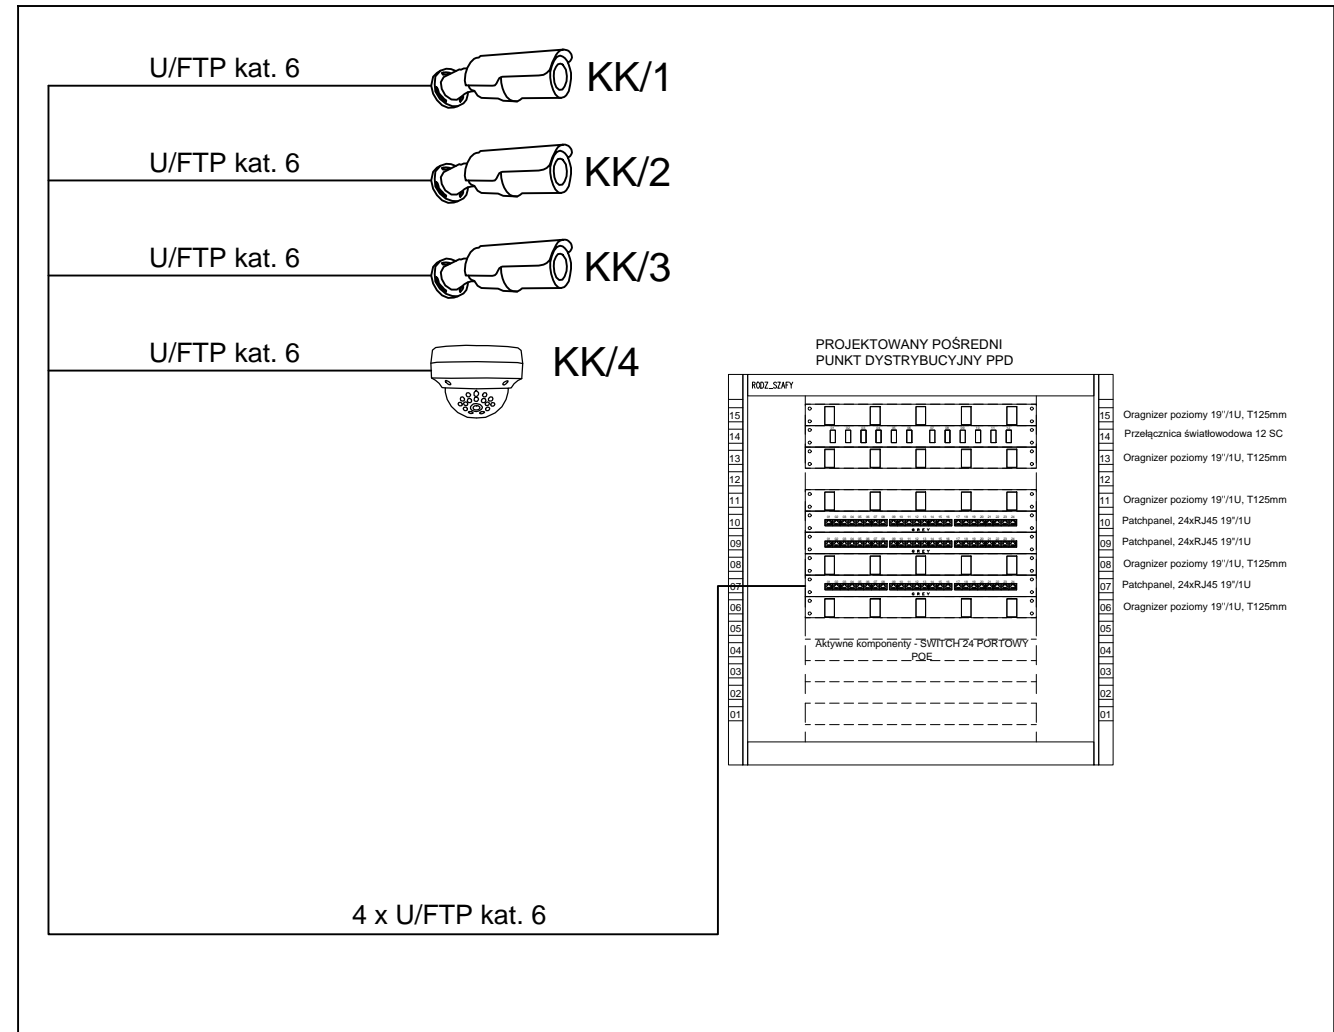 U/FTP kat. 6
KK/1
U/FTP kat. 6
KK/2
U/FTP kat. 6
KK/3
U/FTP kat. 6
KK/4
PROJEKTOWANY POŚREDNI
PUNKT DYSTRYBUCYJNY PPD
RODZ_SZAFY
15 15 Oragnizer poziomy 19"/1U, T125mm
14 14 Przełącznica światłowodowa 12 SC
13 13 Oragnizer poziomy 19"/1U, T125mm
12 12
11 11 Oragnizer poziomy 19"/1U, T125mm
10 10 Patchpanel, 24xRJ45 19"/1U
09 09 Patchpanel, 24xRJ45 19"/1U
08 08 Oragnizer poziomy 19"/1U, T125mm
07 07 Patchpanel, 24xRJ45 19"/1U
06 06 Oragnizer poziomy 19"/1U, T125mm
05 05
04 Aktywne komponenty - SWITCH 24 PORTOWY 04
POE
03 03
02 02
01 01
4 x U/FTP kat. 6